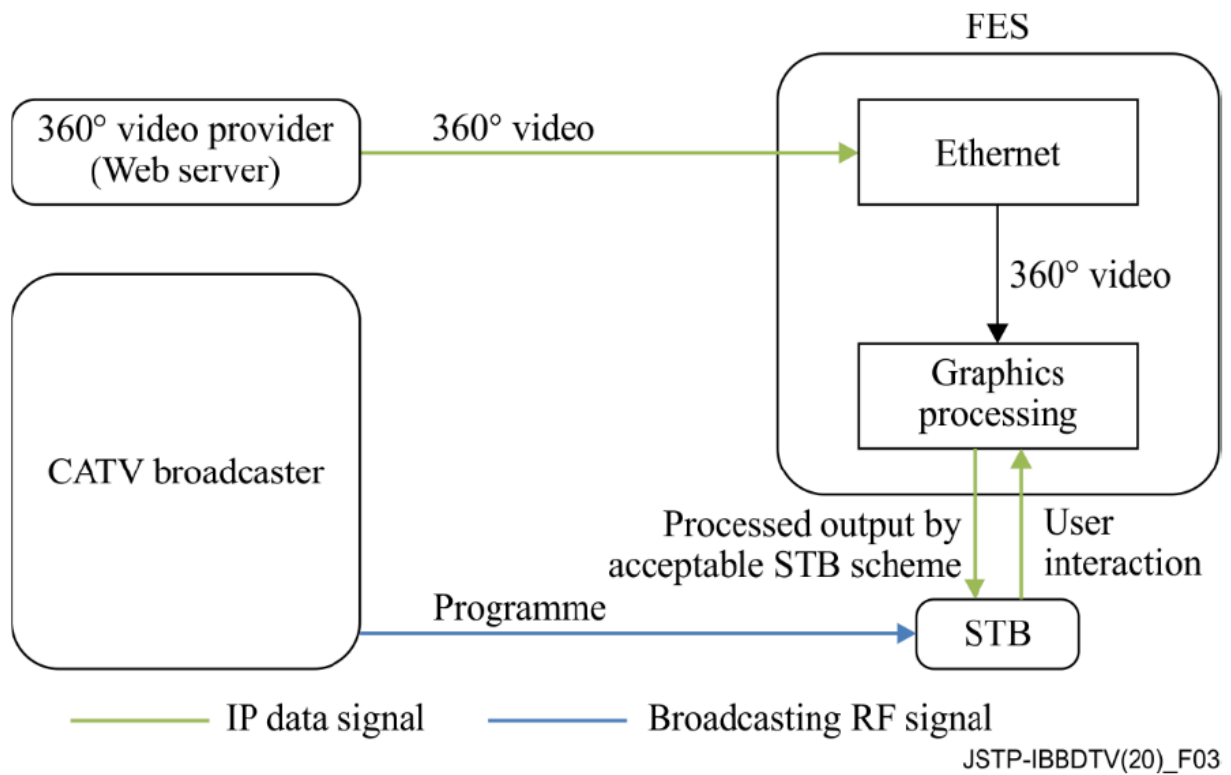 FES
360° video provider
(Web server)
360° video
Ethernet
360° video
Graphics
processing
CATV broadcaster
Processed output by
acceptable STB scheme
User
interaction
Programme
STB
IP data signal
Broadcasting RF signal
JSTP-IBBDTV(20)_F03